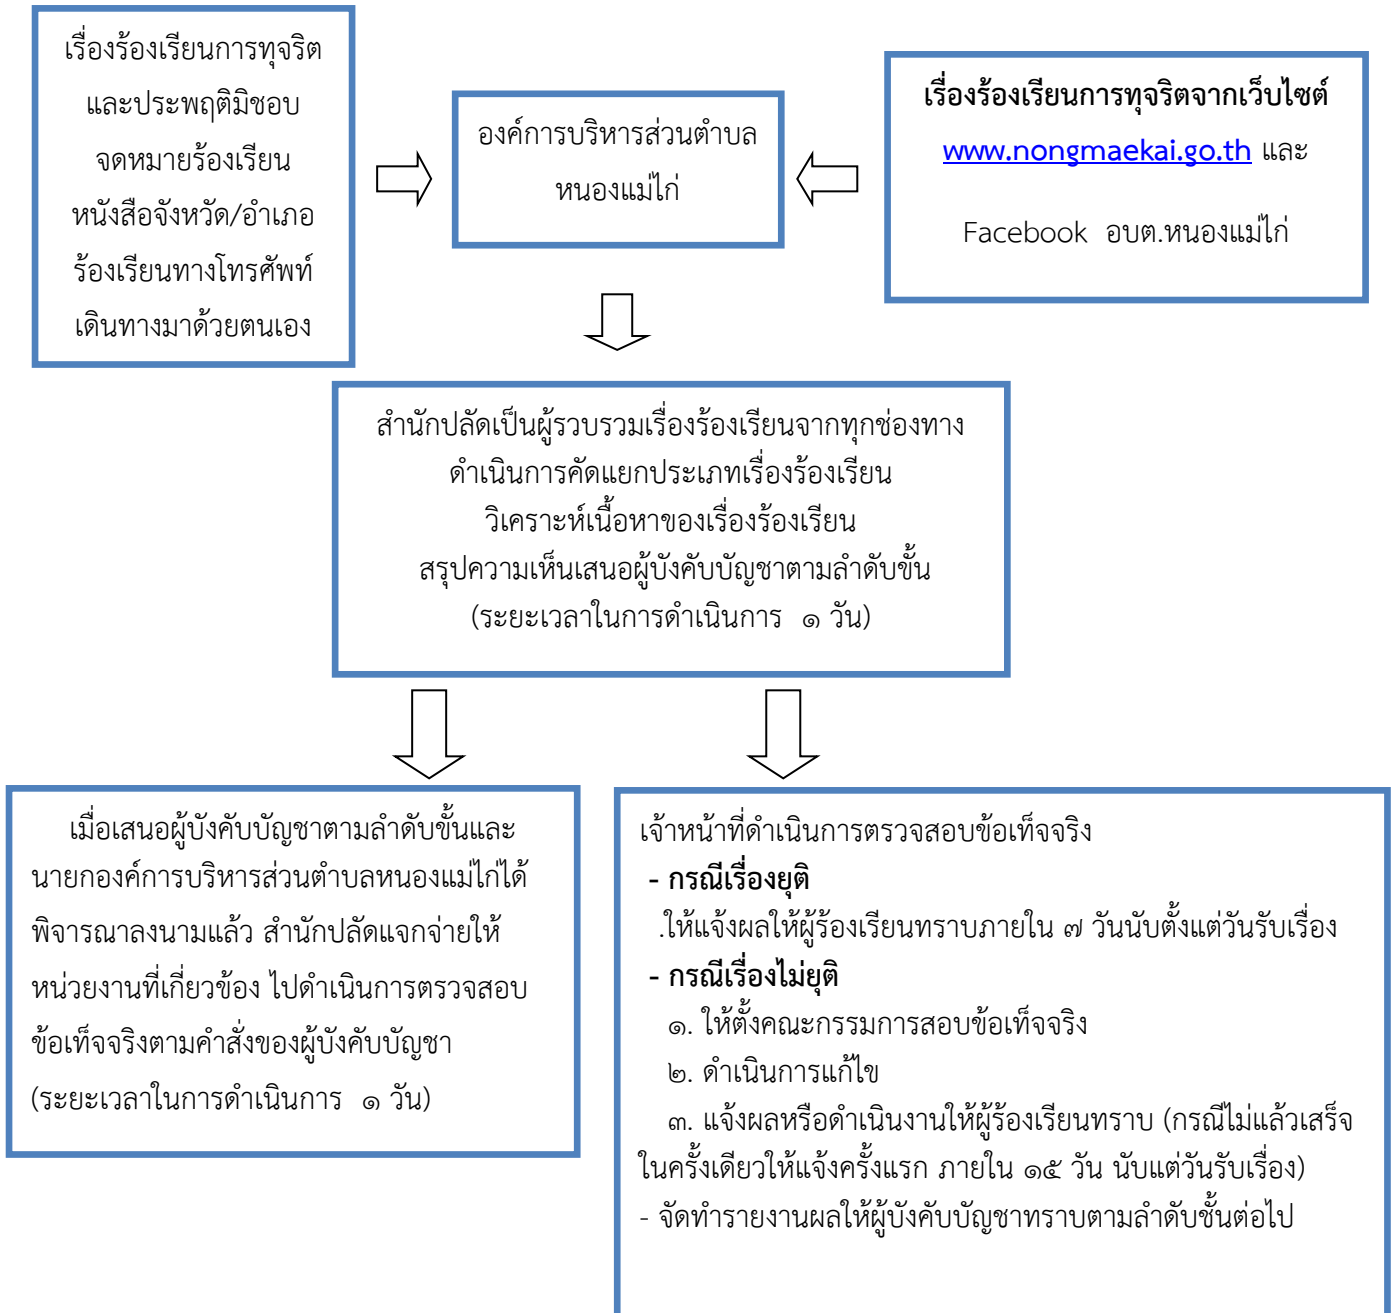 เรื่องร้องเรียนการทุจริต
และประพฤติมิชอบ
จดหมายร้องเรียน
หนังสือจังหวัด/อำเภอ
ร้องเรียนทางโทรศัพท์
เดินทางมาด้วยตนเอง
องค์การบริหารส่วนตำบล
หนองแม่ไก่
เรื่องร้องเรียนการทุจริตจากเว็บไซต์
www.nongmaekai.go.th และ
Facebook อบต.หนองแม่ไก่
สำนักปลัดเป็นผู้รวบรวมเรื่องร้องเรียนจากทุกช่องทาง
ดำเนินการคัดแยกประเภทเรื่องร้องเรียน
วิเคราะห์เนื้อหาของเรื่องร้องเรียน
สรุปความเห็นเสนอผู้บังคับบัญชาตามลำดับขั้น
(ระยะเวลาในการดำเนินการ ๑ วัน)
เมื่อเสนอผู้บังคับบัญชาตามลำดับขั้นและ
นายกองค์การบริหารส่วนตำบลหนองแม่ไก่ได้
พิจารณาลงนามแล้ว สำนักปลัดแจกจ่ายให้
หน่วยงานที่เกี่ยวข้อง ไปดำเนินการตรวจสอบ
ข้อเท็จจริงตามคำสั่งของผู้บังคับบัญชา
(ระยะเวลาในการดำเนินการ ๑ วัน)
เจ้าหน้าที่ดำเนินการตรวจสอบข้อเท็จจริง
- กรณีเรื่องยุติ
.ให้แจ้งผลให้ผู้ร้องเรียนทราบภายใน ๗ วันนับตั้งแต่วันรับเรื่อง
- กรณีเรื่องไม่ยุติ
๑. ให้ตั้งคณะกรรมการสอบข้อเท็จจริง
๒. ดำเนินการแก้ไข
๓. แจ้งผลหรือดำเนินงานให้ผู้ร้องเรียนทราบ (กรณีไม่แล้วเสร็จ
ในครั้งเดียวให้แจ้งครั้งแรก ภายใน ๑๕ วัน นับแต่วันรับเรื่อง)
- จัดทำรายงานผลให้ผู้บังคับบัญชาทราบตามลำดับชั้นต่อไป